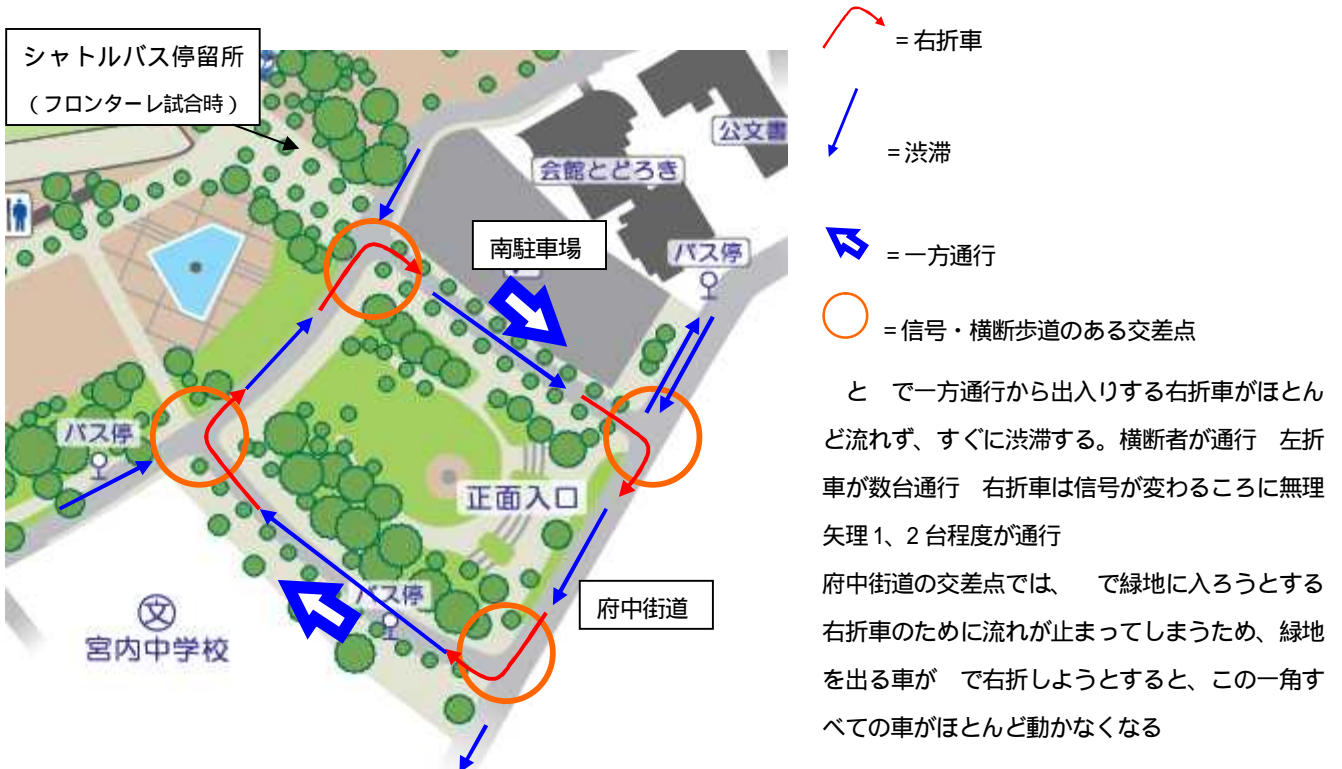 シャトルバス停留所
(フロンターレ試合時)
公文書
会館とどろき
南駐車場
バス停
バス停
正面入口
バス停
府中街道
文
宮内中学校
=右折車
=渋滞
=一方通行
=信号・横断歩道のある交差点
と で一方通行から出入りする右折車がほとん
ど流れず、すぐに渋滞する。横断者が通行 左折
車が数台通行 右折車は信号が変わるころに無理
矢理1、2台程度が通行
府中街道の交差点では、 で緑地に入ろうとする
右折車のために流れが止まってしまうため、緑地
を出る車が で右折しようとすると、この一角す
べての車がほとんど動かなくなる